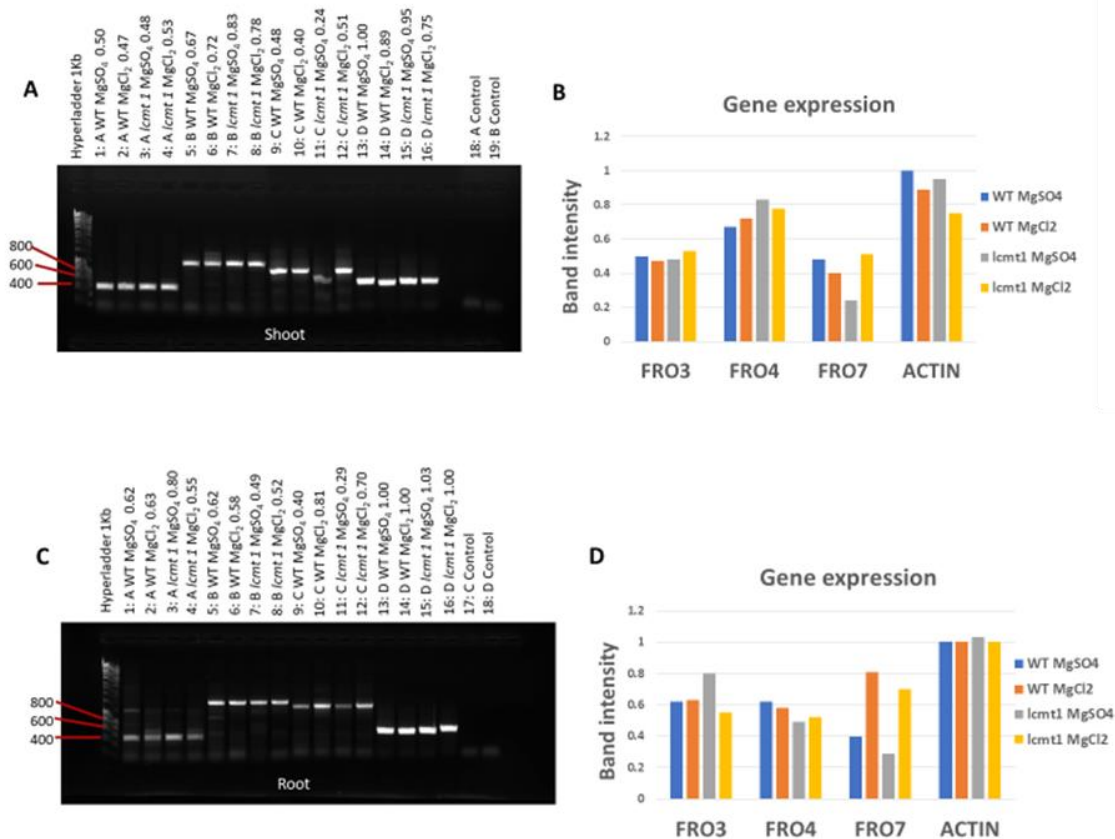 A
Hyperladder 1Kb
1: A WT MgSO₄ 0.50
2: A WT MgCl₂ 0.47
3: A lcmt 1 MgSO₄ 0.48
4: A lcmt 1 MgCl₂ 0.53
5: B WT MgSO₄ 0.67
6: B WT MgCl₂ 0.72
7: B lcmt 1 MgSO₄ 0.83
8: B lcmt 1 MgCl₂ 0.78
9: C WT MgSO₄ 0.48
10: C WT MgCl₂ 0.40
11: C lcmt 1 MgSO₄ 0.24
12: C lcmt 1 MgCl₂ 0.51
13: D WT MgSO₄ 1.00
14: D WT MgCl₂ 0.89
15: D lcmt 1 MgSO₄ 0.95
16: D lcmt 1 MgCl₂ 0.75
18: A Control
19: B Control
800
600
400
Shoot
B
Gene expression
Band intensity
1.2
1
0.8
0.6
0.4
0.2
0
FRO3 FRO4 FRO7 ACTIN
WT MgSO4
WT MgCl2
lcmt1 MgSO4
lcmt1 MgCl2
C
Hyperladder 1Kb
1: A WT MgSO₄ 0.62
2: A WT MgCl₂ 0.63
3: A lcmt 1 MgSO₄ 0.80
4: A lcmt 1 MgCl₂ 0.55
5: B WT MgSO₄ 0.62
6: B WT MgCl₂ 0.58
7: B lcmt 1 MgSO₄ 0.49
8: B lcmt 1 MgCl₂ 0.52
9: C WT MgSO₄ 0.40
10: C WT MgCl₂ 0.81
11: C lcmt 1 MgSO₄ 0.29
12: C lcmt 1 MgCl₂ 0.70
13: D WT MgSO₄ 1.00
14: D WT MgCl₂ 1.00
15: D lcmt 1 MgSO₄ 1.03
16: D lcmt 1 MgCl₂ 1.00
17: C Control
18: D Control
800
600
400
Root
D
Gene expression
Band intensity
1.2
1
0.8
0.6
0.4
0.2
0
FRO3 FRO4 FRO7 ACTIN
WT MgSO4
WT MgCl2
lcmt1 MgSO4
lcmt1 MgCl2